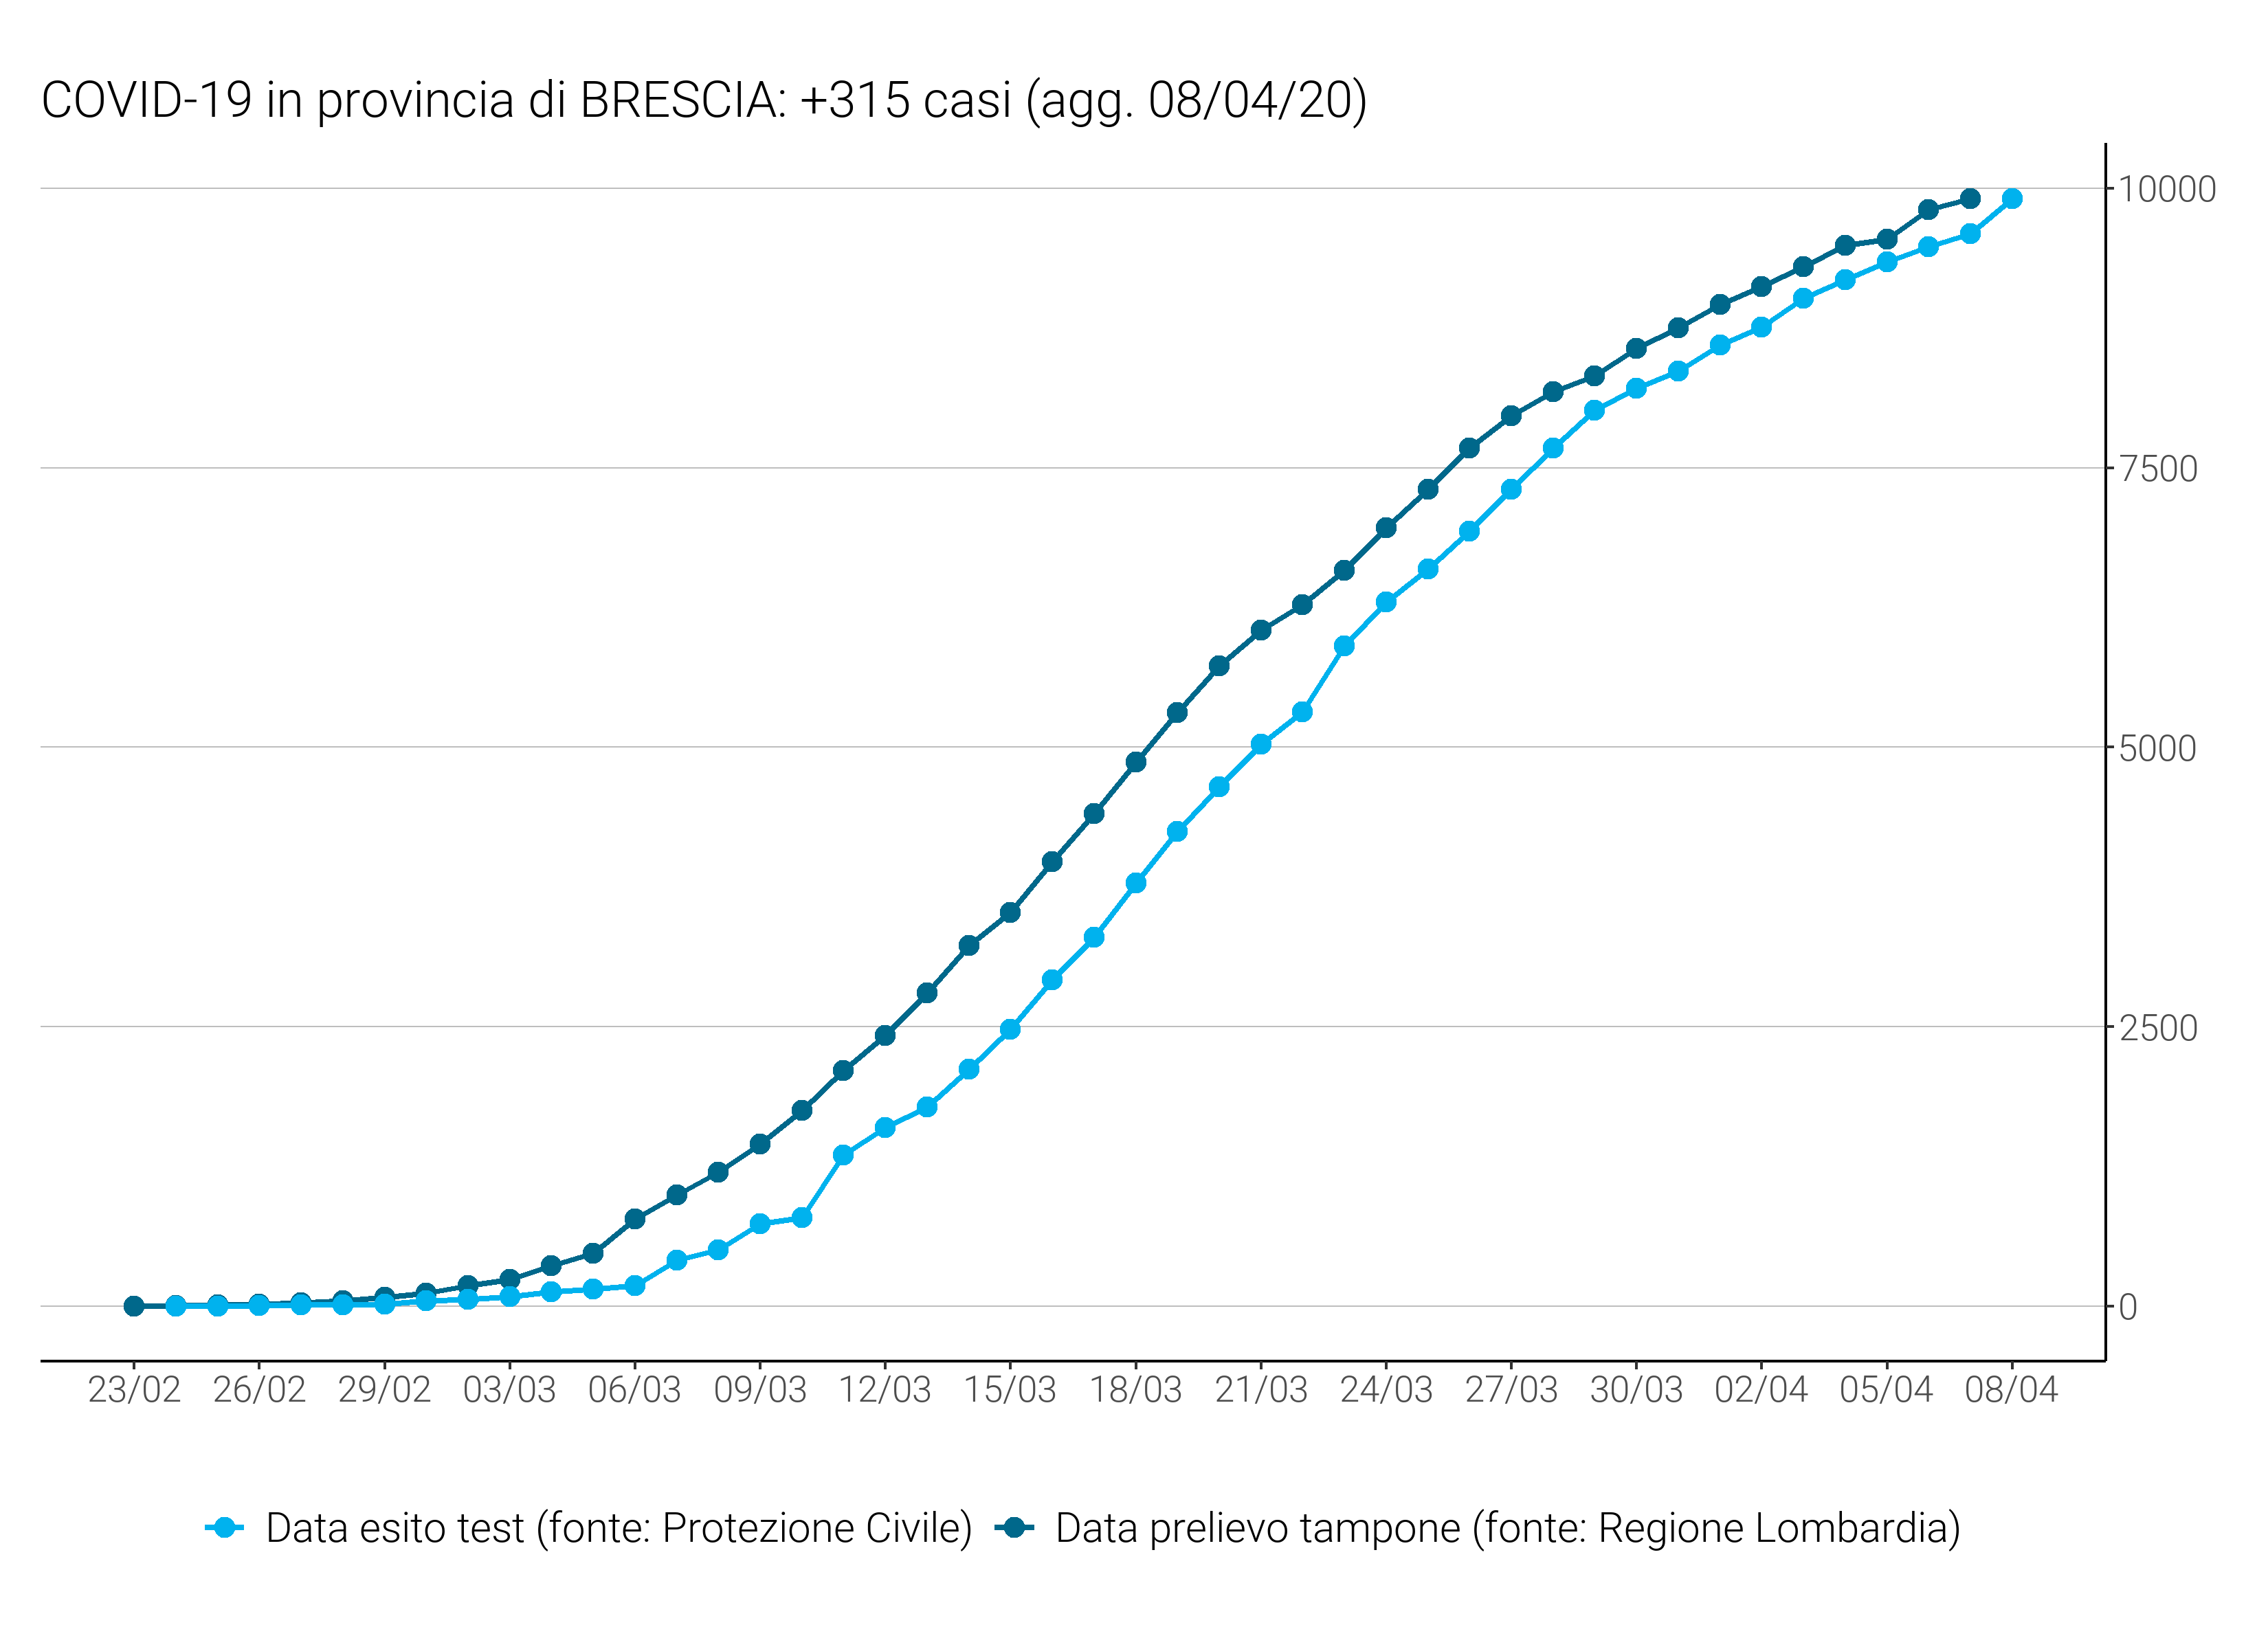 COVID-19 in provincia di BRESCIA: +315 casi (agg. 08/04/20)
10000
7500
5000
2500
0
23/02 26/02 29/02 03/03 06/03 09/03 12/03 15/03 18/03 21/03 24/03 27/03 30/03 02/04 05/04 08/04
Data esito test (fonte: Protezione Civile) Data prelievo tampone (fonte: Regione Lombardia)